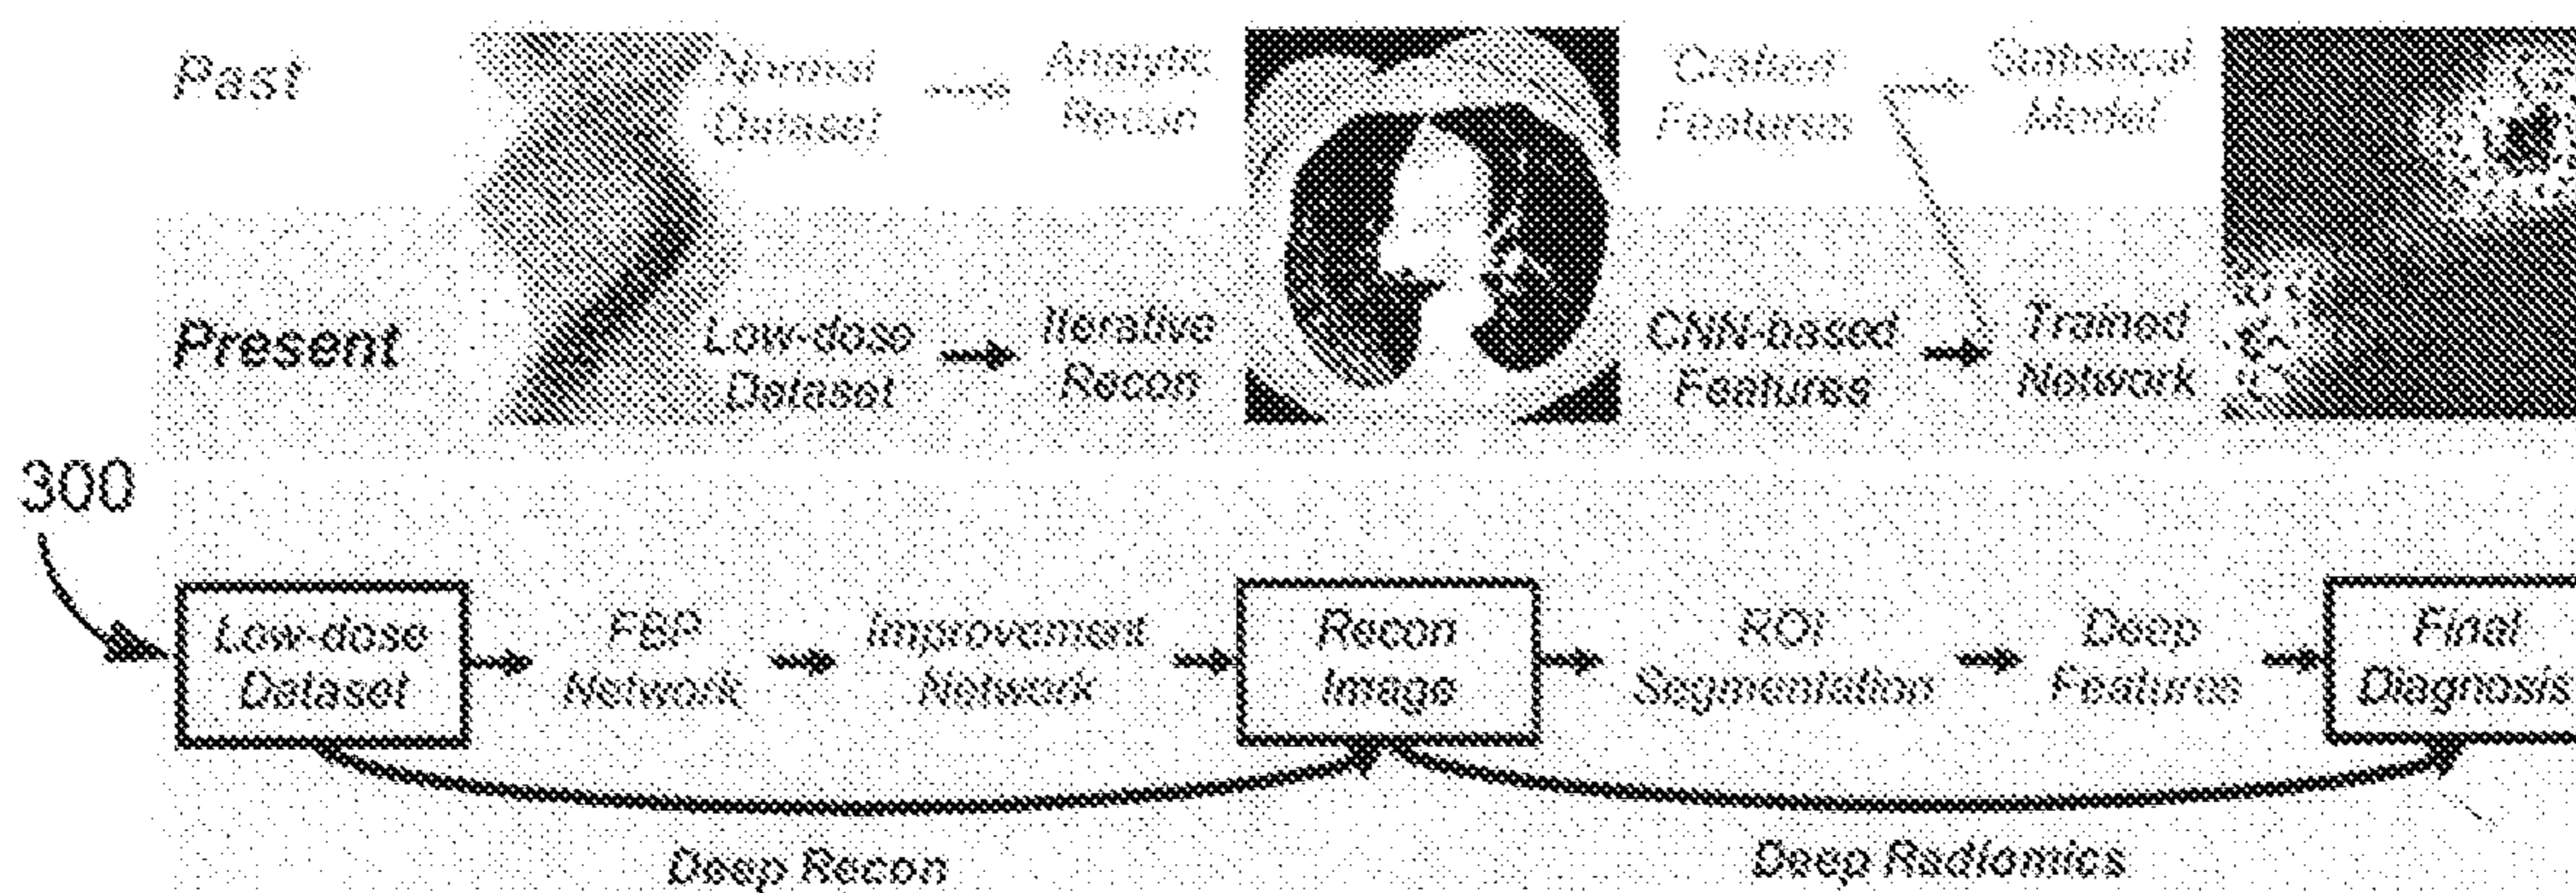 Past
Normal
Dataset
Analytic
Recon
Crafted
Features
Statistical
Model
Present
Low-dose
Dataset
Iterative
Recon
CNN-based
Features
Trained
Network
300
Low-dose
Dataset
FBP
Network
Improvement
Network
Recon
Image
ROI
Segmentation
Deep
Features
Final
Diagnosis
Deep Recon
Deep Radiomics